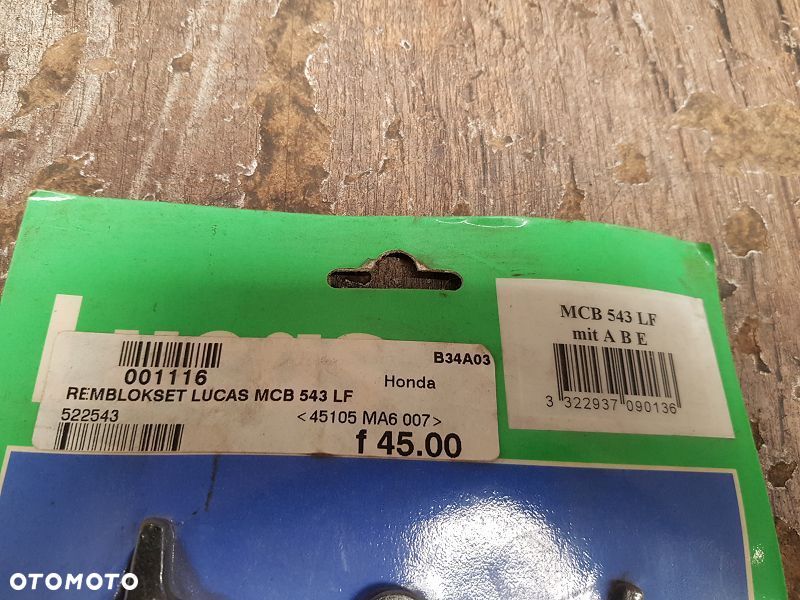 B34A03
001116
Honda
REMBLOKSET LUCAS MCB 543 LF
522543
<45105 MA6 007>
f 45.00
MCB 543 LF
mit A B E
3 322937 090136
OTOMOTO